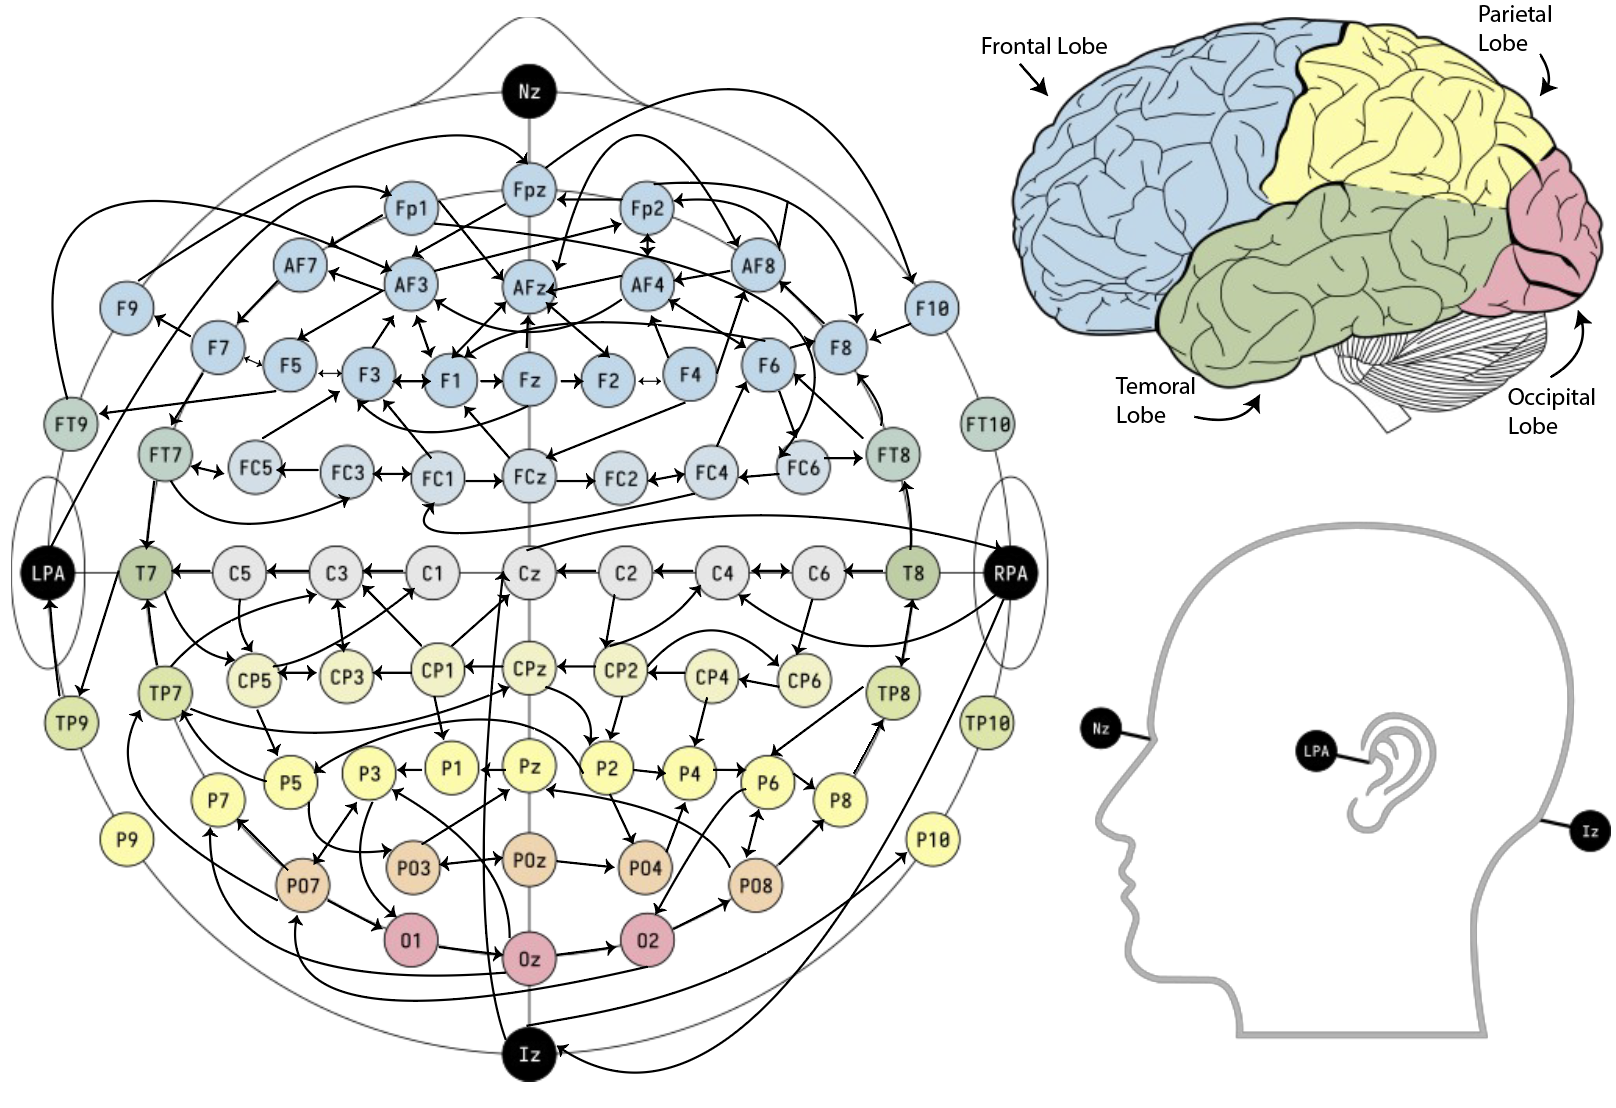 Nz
Fpz
Fp1
Fp2
AF7
AF3
AFz
AF4
AF8
F9
F7
F5
F3
F1
Fz
F2
F4
F6
F8
F10
FT9
FT7
FC5
FC3
FC1
FCz
FC2
FC4
FC6
FT8
FT10
LPA
T7
C5
C3
C1
Cz
C2
C4
C6
T8
RPA
TP9
TP7
CP5
CP3
CP1
CPz
CP2
CP4
CP6
TP8
TP10
P9
P7
P5
P3
P1
Pz
P2
P4
P6
P8
P10
PO7
PO3
POz
PO4
PO8
O1
Oz
O2
Iz
Frontal Lobe
Parietal
Lobe
Temoral
Lobe
Occipital
Lobe
Nz
LPA
Iz